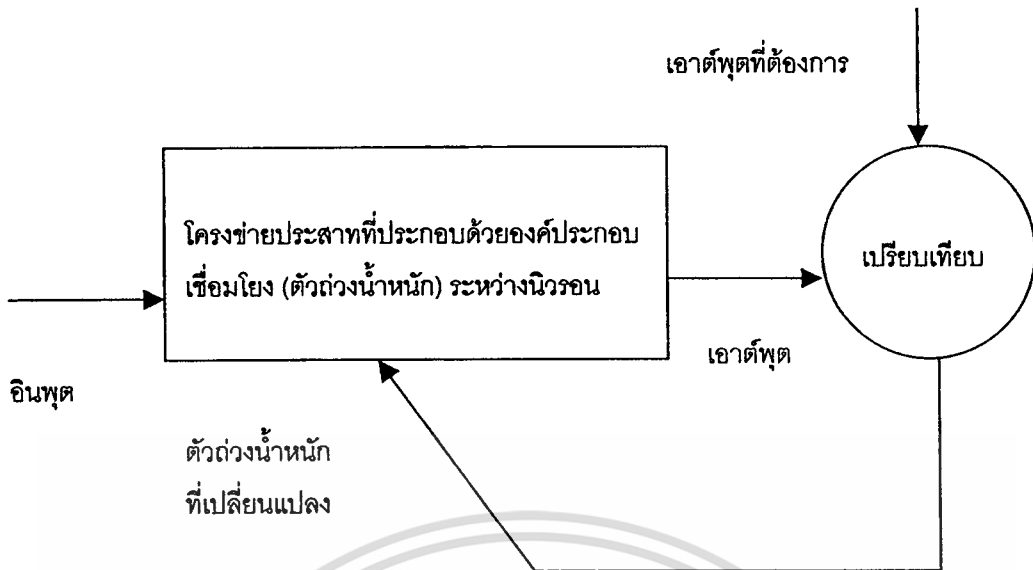 เอาต์พุตที่ต้องการ
โครงข่ายประสาทที่ประกอบด้วยองค์ประกอบ
เชื่อมโยง (ตัวถ่วงน้ำหนัก) ระหว่างนิวรอน
เปรียบเทียบ
เอาต์พุต
อินพุต
ตัวถ่วงน้ำหนัก
ที่เปลี่ยนแปลง